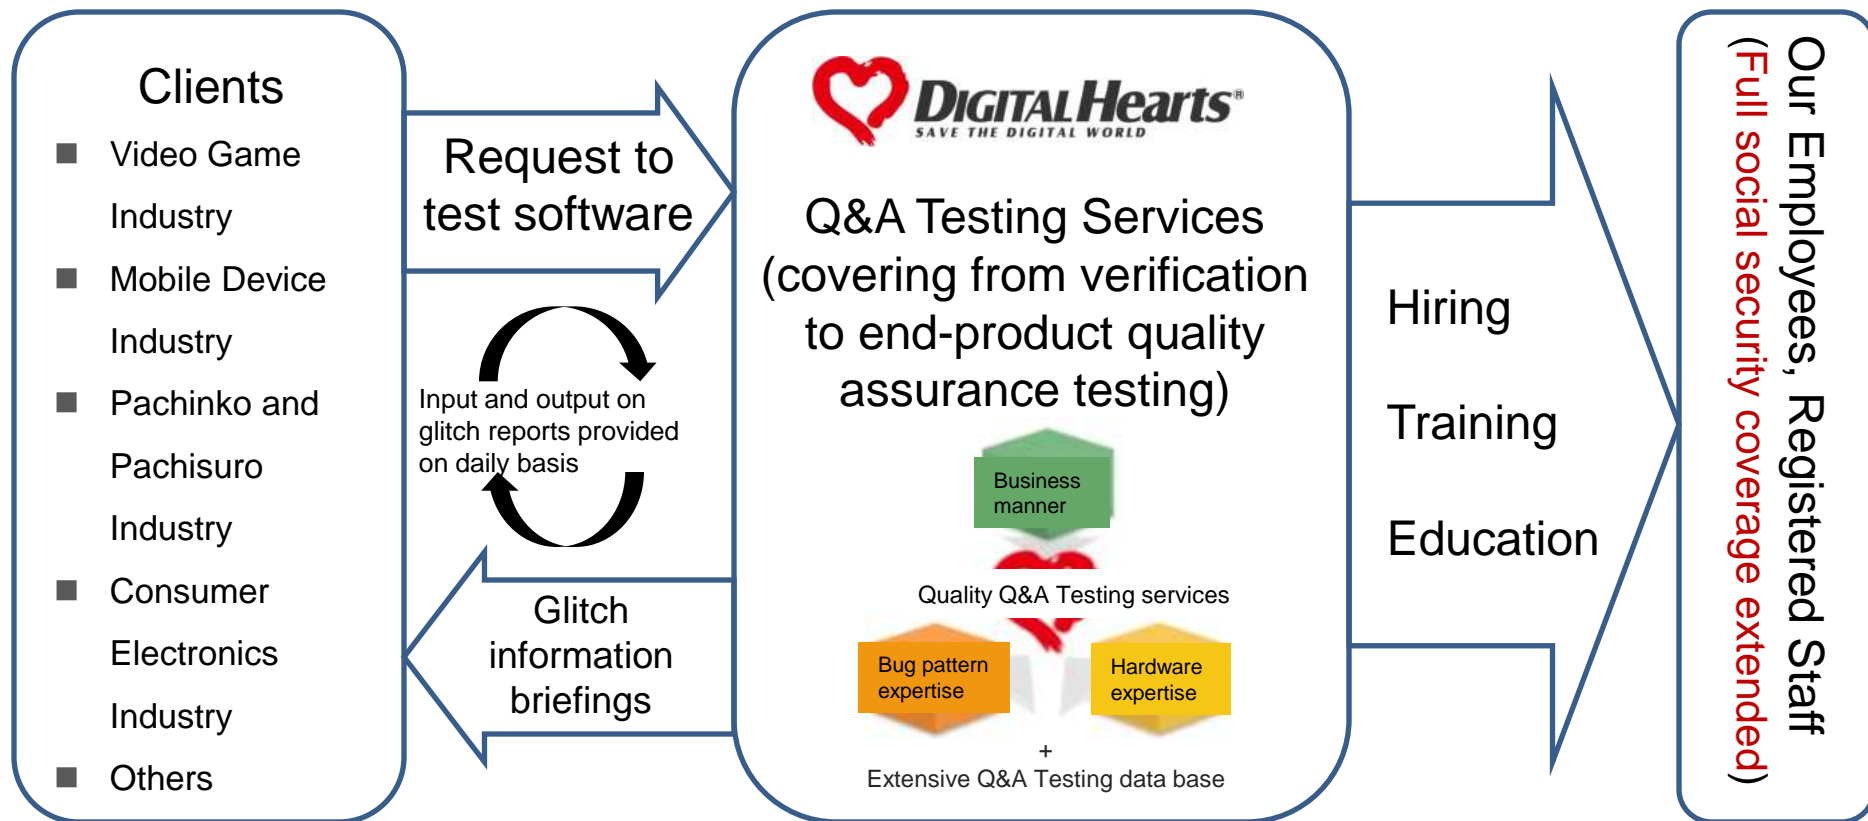 Clients
Video Game
Industry
Mobile Device
Industry
Pachinko and
Pachisuro
Industry
Consumer
Electronics
Industry
Others
Request to
test software
Input and output on
glitch reports provided
on daily basis
Glitch
information
briefings
DIGITAL Hearts®
SAVE THE DIGITAL WORLD
Q&A Testing Services
(covering from verification
to end-product quality
assurance testing)
Business
manner
Quality Q&A Testing services
Bug pattern
expertise
Hardware
expertise
+
Extensive Q&A Testing data base
Hiring
Training
Education
Our Employees, Registered Staff
(Full social security coverage extended)